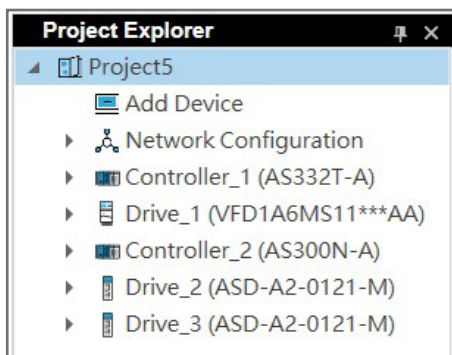 Project Explorer
Project5
Add Device
Network Configuration
Controller_1 (AS332T-A)
Drive_1 (VFD1A6MS11***AA)
Controller_2 (AS300N-A)
Drive_2 (ASD-A2-0121-M)
Drive_3 (ASD-A2-0121-M)